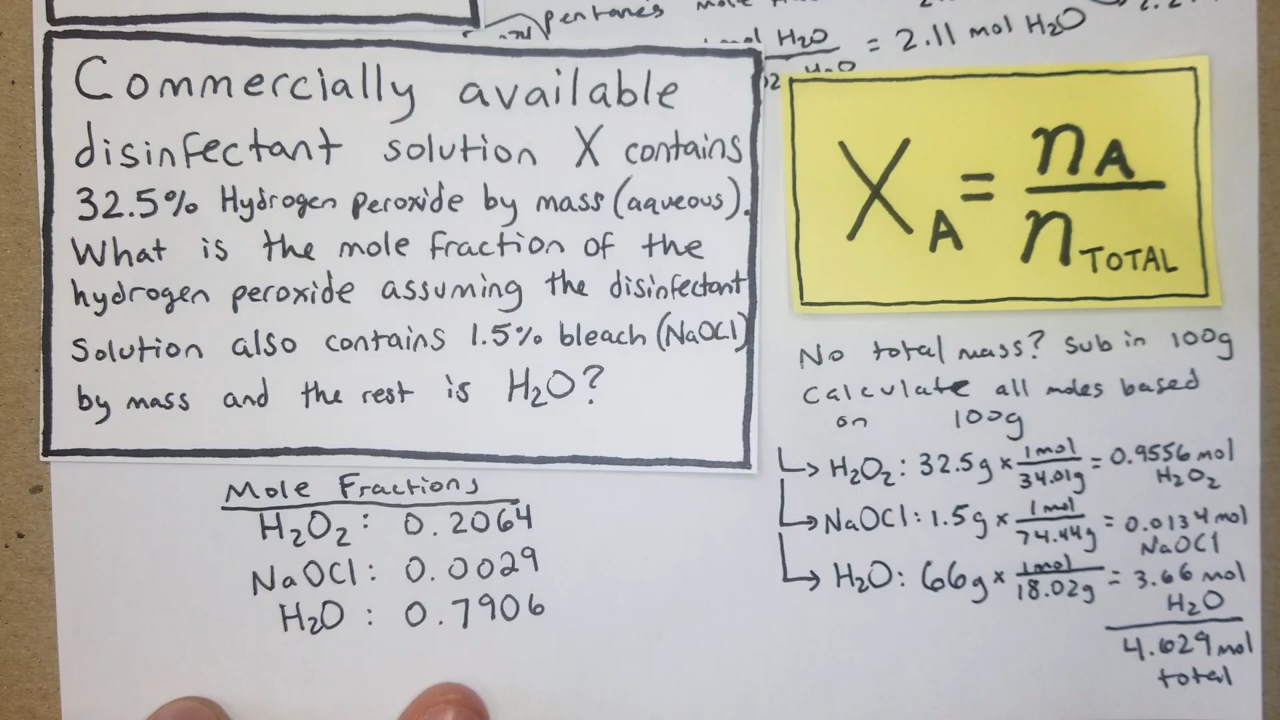 pentanes mole
H₂O = 2.11 mol H₂O
Commercially available
disinfectant solution X contains
32.5% Hydrogen peroxide by mass (aqueous).
What is the mole fraction of the
hydrogen peroxide assuming the disinfectant
Solution also contains 1.5% bleach (NaOCl)
by mass and the rest is H₂O?
X_A = n_A / n_TOTAL
No total mass? Sub in 100g
Calculate all moles based
on 100g
↳ H₂O₂: 32.5g × 1mol/34.01g = 0.9556 mol
H₂O₂
↳ NaOCl: 1.5g × 1mol/74.44g = 0.0134 mol
NaOCl
↳ H₂O: 66g × 1mol/18.02g = 3.66 mol
H₂O
4.629 mol
total
Mole Fractions
H₂O₂: 0.2064
NaOCl: 0.0029
H₂O: 0.7906